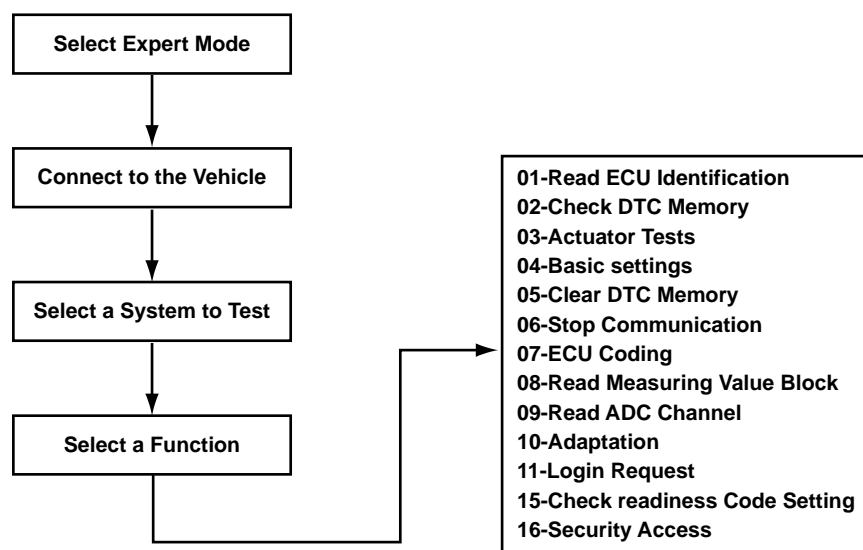 Select Expert Mode
Connect to the Vehicle
Select a System to Test
Select a Function
01-Read ECU Identification
02-Check DTC Memory
03-Actuator Tests
04-Basic settings
05-Clear DTC Memory
06-Stop Communication
07-ECU Coding
08-Read Measuring Value Block
09-Read ADC Channel
10-Adaptation
11-Login Request
15-Check readiness Code Setting
16-Security Access